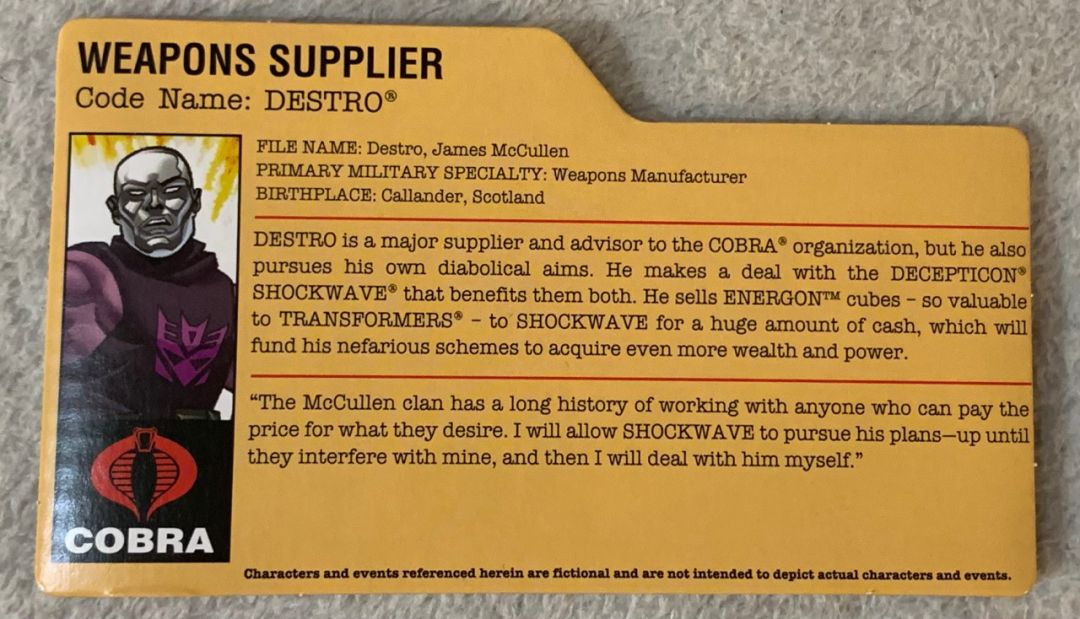 WEAPONS SUPPLIER
Code Name: DESTRO®
FILE NAME: Destro, James McCullen
PRIMARY MILITARY SPECIALTY: Weapons Manufacturer
BIRTHPLACE: Callander, Scotland
DESTRO is a major supplier and advisor to the COBRA® organization, but he also
pursues his own diabolical aims. He makes a deal with the DECEPTICON®
SHOCKWAVE® that benefits them both. He sells ENERGON™ cubes – so valuable
to TRANSFORMERS® – to SHOCKWAVE for a huge amount of cash, which will
fund his nefarious schemes to acquire even more wealth and power.
“The McCullen clan has a long history of working with anyone who can pay the
price for what they desire. I will allow SHOCKWAVE to pursue his plans—up until
they interfere with mine, and then I will deal with him myself.”
COBRA
Characters and events referenced herein are fictional and are not intended to depict actual characters and events.